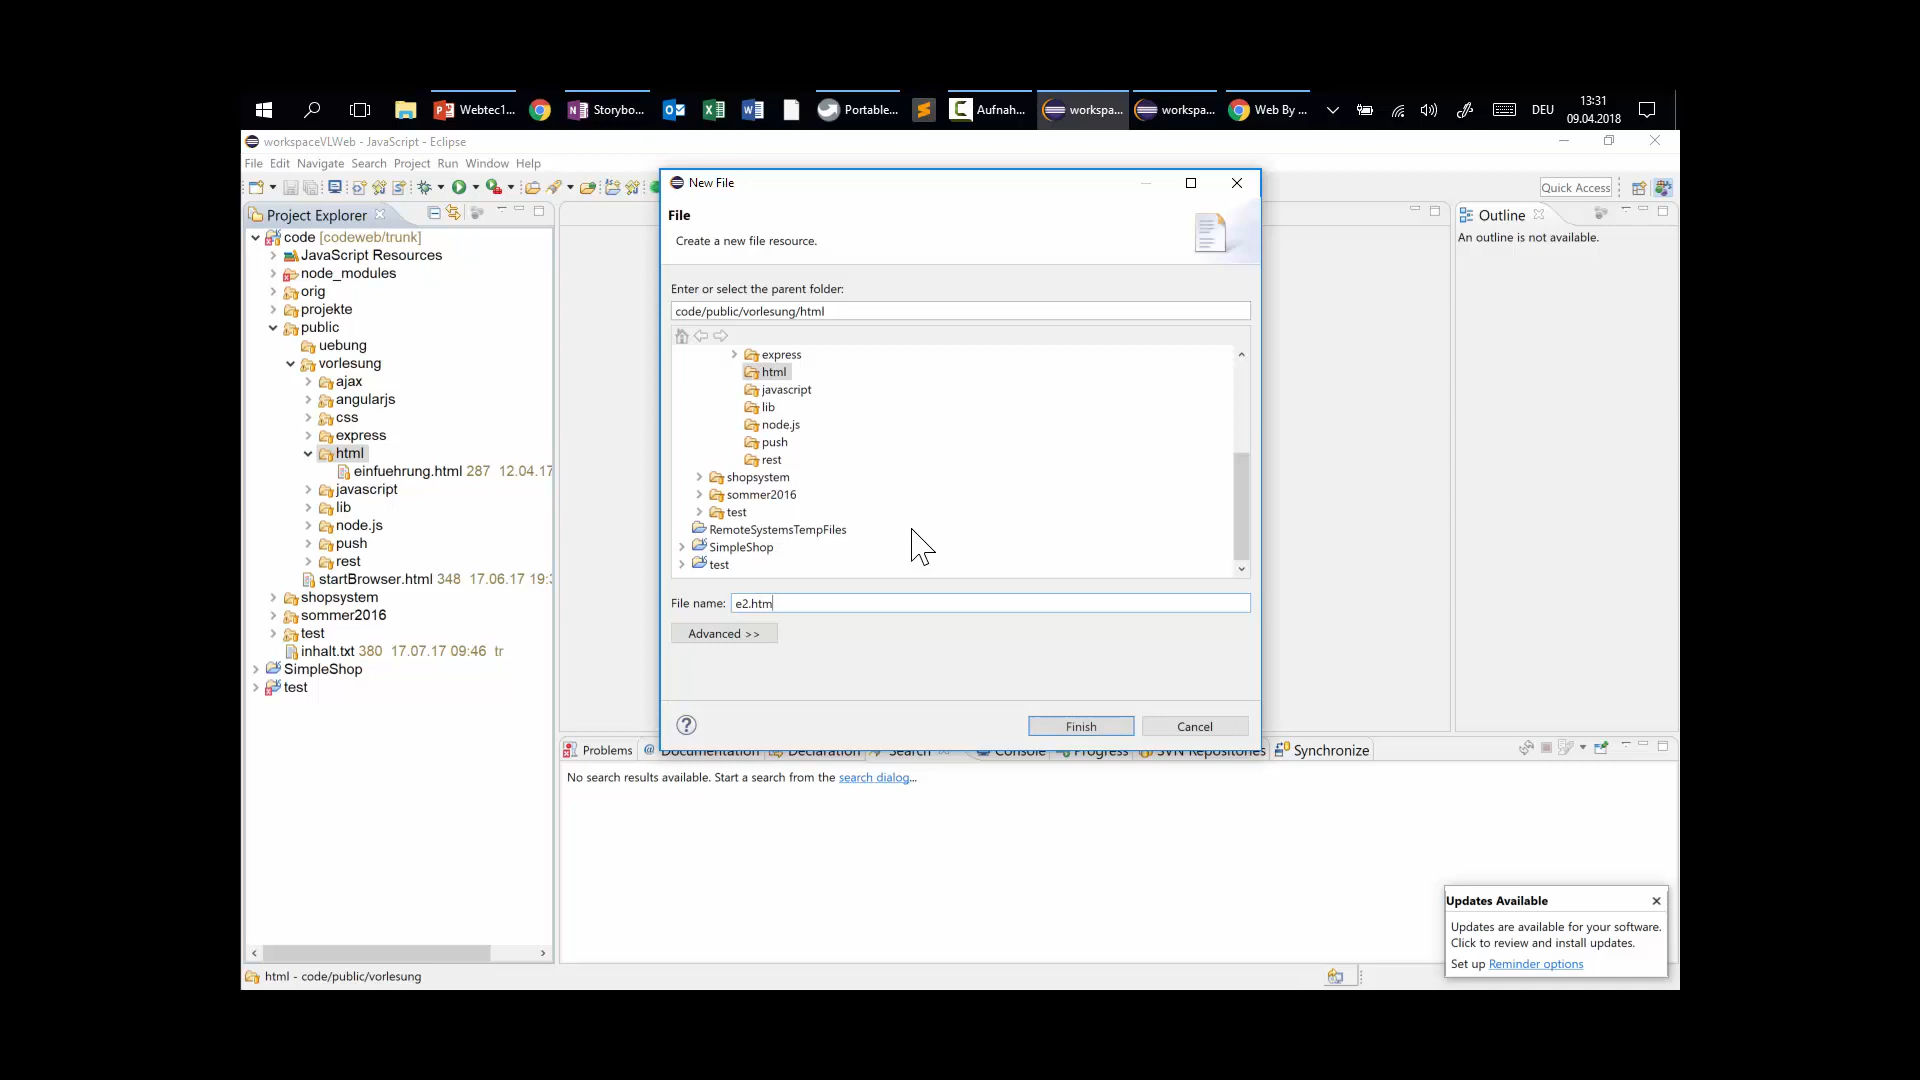 Webtec1...
Storybo...
Portable...
Aufnah...
workspa...
workspa...
Web By ...
DEU
13:31
09.04.2018
workspaceVLWeb - JavaScript - Eclipse
File Edit Navigate Search Project Run Window Help
Quick Access
Project Explorer
code [codeweb/trunk]
JavaScript Resources
node_modules
orig
projekte
public
uebung
vorlesung
ajax
angularjs
css
express
html
einfuehrung.html 287 12.04.17
javascript
lib
node.js
push
rest
startBrowser.html 348 17.06.17 19:3
shopsystem
sommer2016
test
inhalt.txt 380 17.07.17 09:46 tr
SimpleShop
test
New File
File
Create a new file resource.
Enter or select the parent folder:
code/public/vorlesung/html
express
html
javascript
lib
node.js
push
rest
shopsystem
sommer2016
test
RemoteSystemsTempFiles
SimpleShop
test
File name: e2.htm
Advanced >>
Finish
Cancel
Outline
An outline is not available.
Problems @ Documentation Declaration Search Console Progress SVN Repositories Synchronize
No search results available. Start a search from the search dialog...
Updates Available
Updates are available for your software.
Click to review and install updates.
Set up Reminder options
html - code/public/vorlesung